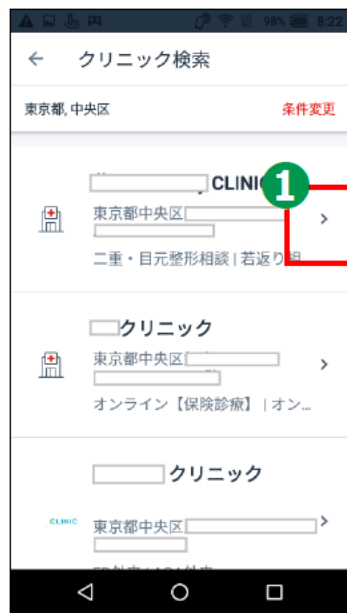 98% 8:22
クリニック検索
東京都, 中央区 条件変更
CLINI
1
東京都中央区
二重・目元整形相談 | 若返り相
クリニック
東京都中央区
オンライン【保険診療】 | オン...
クリニック
CLINIC
東京都中央区